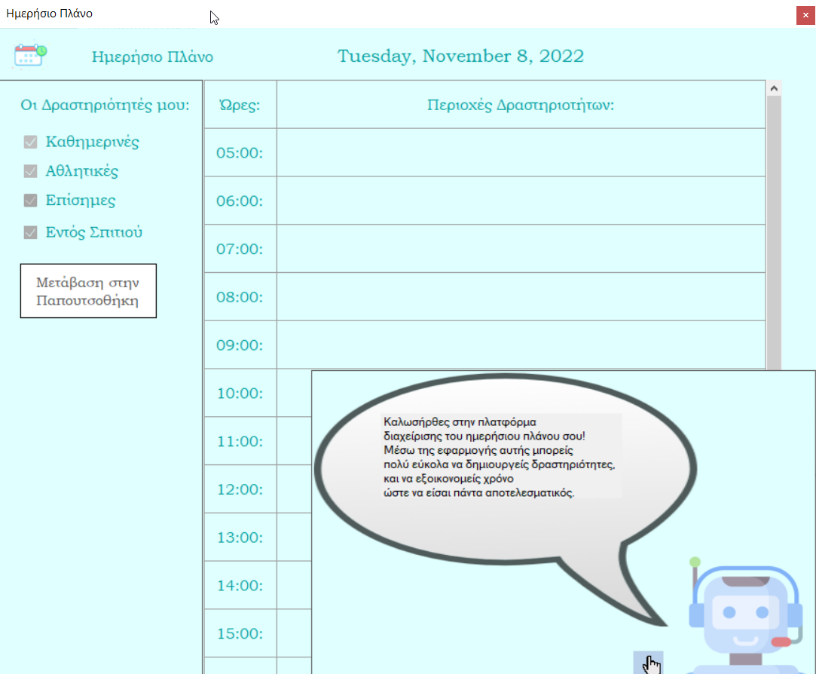 Ημερήσιο Πλάνο
Ημερήσιο Πλάνο
Tuesday, November 8, 2022
Οι Δραστηριότητές μου:
Καθημερινές
Αθλητικές
Επίσημες
Εντός Σπιτιού
Μετάβαση στην
Παπουτσοθήκη
Ώρες:
Περιοχές Δραστηριοτήτων:
05:00:
06:00:
07:00:
08:00:
09:00:
10:00:
11:00:
12:00:
13:00:
14:00:
15:00:
Καλωσήρθες στην πλατφόρμα
διαχείρισης του ημερήσιου πλάνου σου!
Μέσω της εφαρμογής αυτής μπορείς
πολύ εύκολα να δημιουργείς δραστηριότητες,
και να εξοικονομείς χρόνο
ώστε να είσαι πάντα αποτελεσματικός.